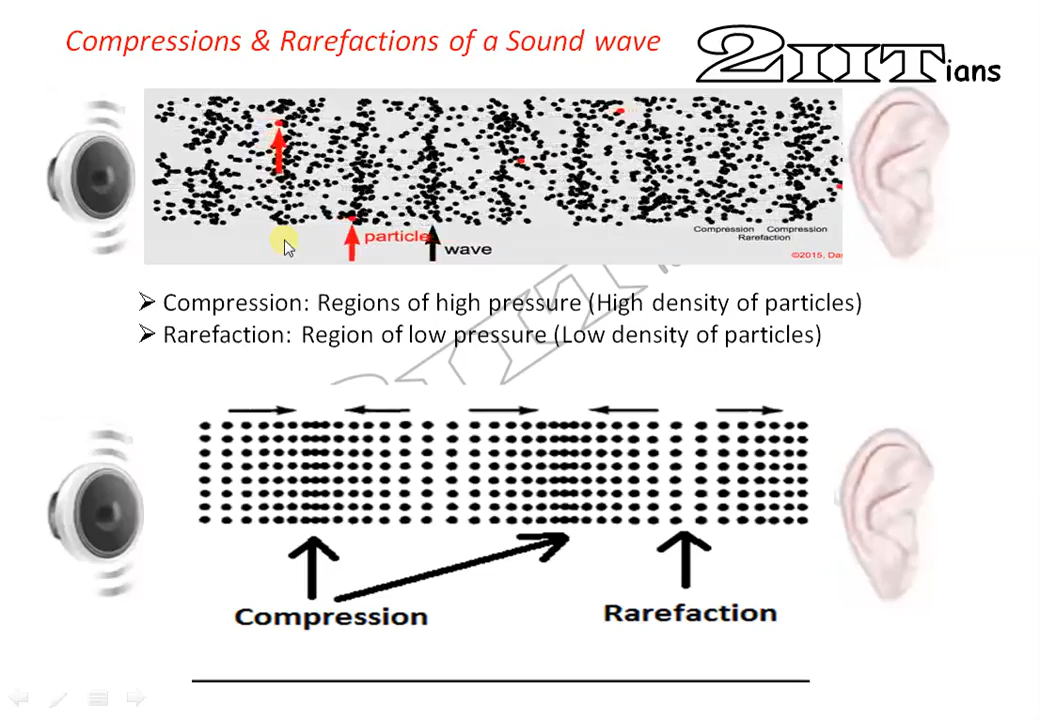 Compressions & Rarefactions of a Sound wave
2IITians
particle
wave
Compression Compression
Rarefaction
©2015, Da
➢ Compression: Regions of high pressure (High density of particles)
➢ Rarefaction: Region of low pressure (Low density of particles)
Compression
Rarefaction